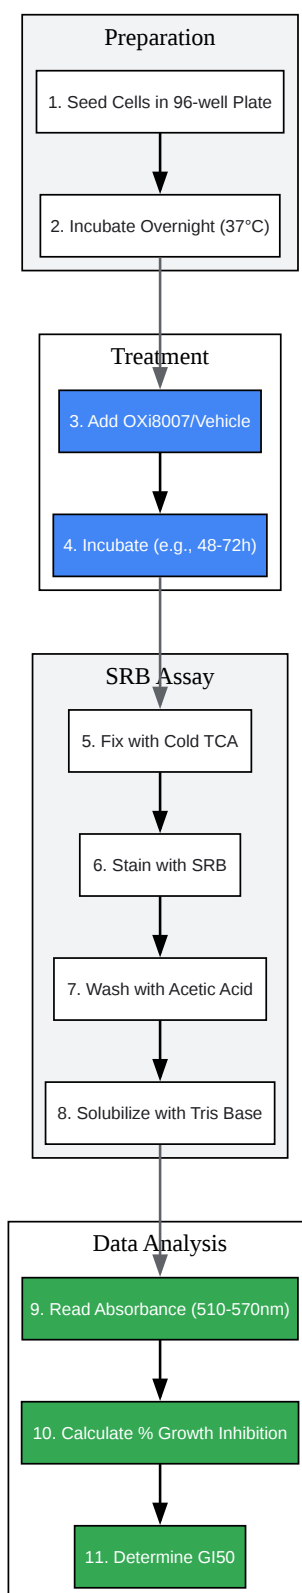 Preparation
1. Seed Cells in 96-well Plate
2. Incubate Overnight (37°C)
Treatment
3. Add OXi8007/Vehicle
4. Incubate (e.g., 48-72h)
SRB Assay
5. Fix with Cold TCA
6. Stain with SRB
7. Wash with Acetic Acid
8. Solubilize with Tris Base
Data Analysis
9. Read Absorbance (510-570nm)
10. Calculate % Growth Inhibition
11. Determine GI50